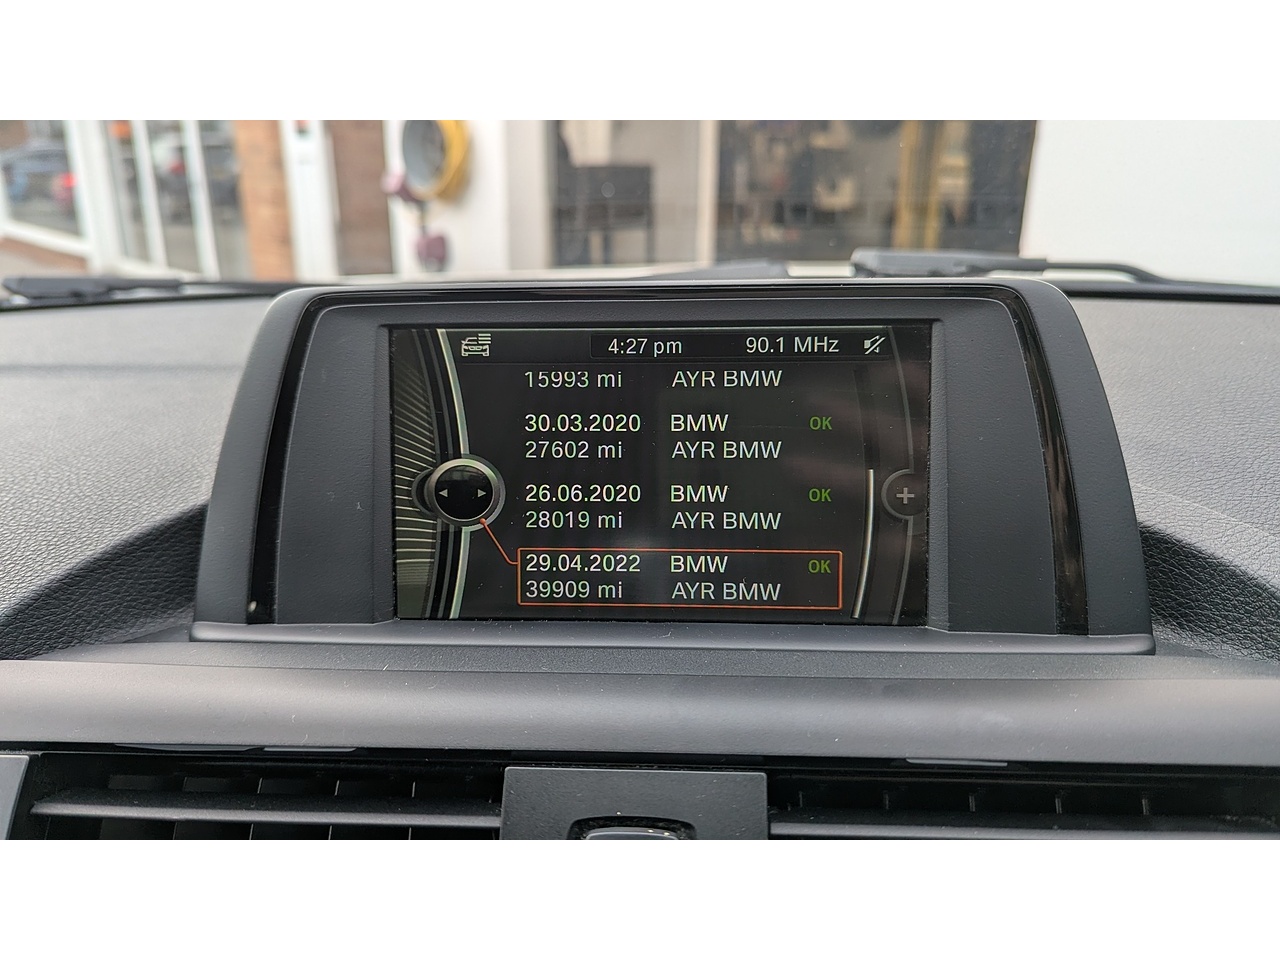 4:27 pm 90.1 MHz
15993 mi AYR BMW
30.03.2020 BMW OK
27602 mi AYR BMW
26.06.2020 BMW OK
28019 mi AYR BMW
29.04.2022 BMW OK
39909 mi AYR BMW